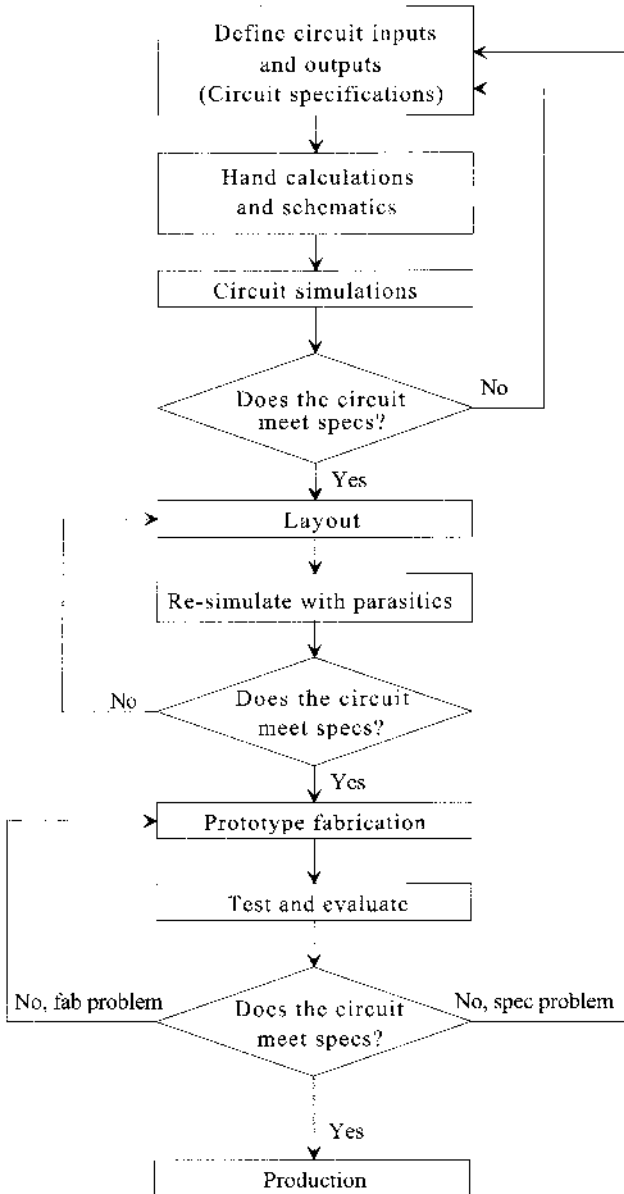 Define circuit inputs
and outputs
(Circuit specifications)
Hand calculations
and schematics
Circuit simulations
Does the circuit
meet specs?
No
Yes
Layout
Re-simulate with parasitics
Does the circuit
meet specs?
No
Yes
Prototype fabrication
Test and evaluate
No, fab problem
Does the circuit
meet specs?
No, spec problem
Yes
Production